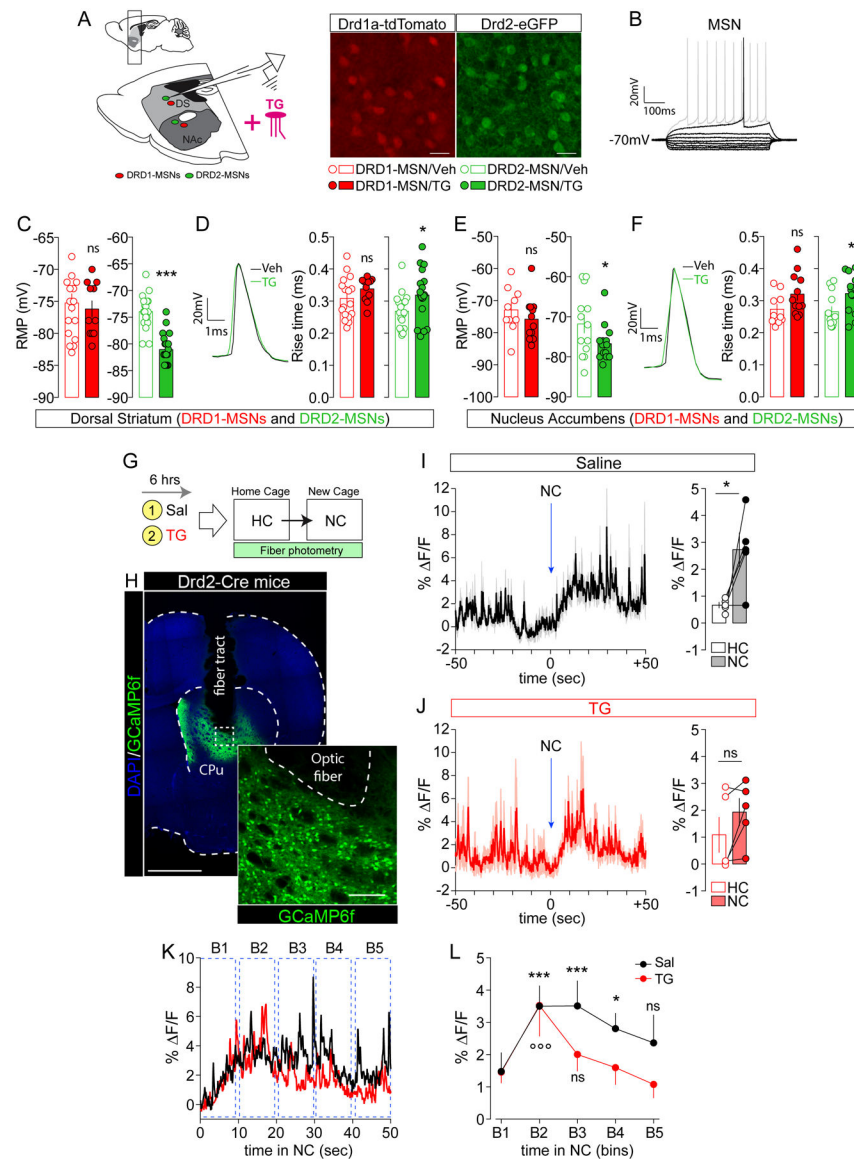 A
Drd1a-tdTomato
Drd2-eGFP
B
MSN
20mV
100ms
-70mV
DS
NAc
+
TG
DRD1-MSNs
DRD2-MSNs
DRD1-MSN/Veh
DRD2-MSN/Veh
DRD1-MSN/TG
DRD2-MSN/TG
C
RMP (mV)
-65
-70
-75
-80
-85
-90
ns
-60
-65
-70
-75
-80
-85
-90
***
D
Veh
TG
20mV
1ms
Rise time (ms)
0.5
0.4
0.3
0.2
0.1
0.0
ns
*
E
RMP (mV)
-50
-60
-70
-80
-90
-100
ns
-50
-60
-70
-80
-90
*
F
Veh
TG
20mV
1ms
Rise time (ms)
0.5
0.4
0.3
0.2
0.1
0.0
ns
*
Dorsal Striatum (DRD1-MSNs and DRD2-MSNs)
Nucleus Accumbens (DRD1-MSNs and DRD2-MSNs)
G
6 hrs
1 Sal
2 TG
Home Cage
New Cage
HC
NC
Fiber photometry
H
Drd2-Cre mice
DAPI/GCaMP6f
fiber tract
CPu
Optic
fiber
GCaMP6f
I
Saline
% ΔF/F
12
10
8
6
4
2
0
-2
-50
0
+50
time (sec)
NC
% ΔF/F
5
4
3
2
1
0
-1
*
HC
NC
J
TG
% ΔF/F
12
10
8
6
4
2
0
-2
-50
0
+50
time (sec)
NC
% ΔF/F
5
4
3
2
1
0
-1
ns
HC
NC
K
B1
B2
B3
B4
B5
% ΔF/F
10
8
6
4
2
0
0
10
20
30
40
50
time in NC (sec)
L
Sal
TG
% ΔF/F
5
4
3
2
1
0
***
***
*
ns
°°°
ns
B1
B2
B3
B4
B5
time in NC (bins)